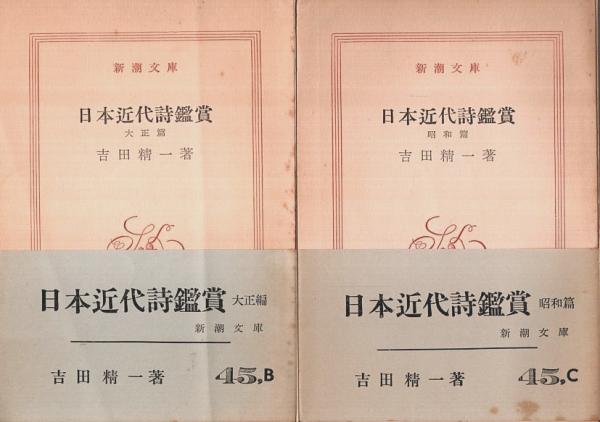 新潮文庫
日本近代詩鑑賞
大正篇
吉田精一著
日本近代詩鑑賞 大正編
新潮文庫
吉田精一著 45,B
新潮文庫
日本近代詩鑑賞
昭和篇
吉田精一著
日本近代詩鑑賞 昭和篇
新潮文庫
吉田精一著 45,C